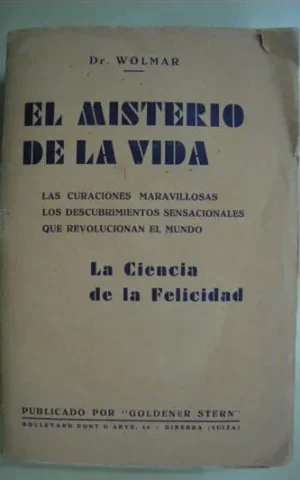 Dr. WOLMAR
EL MISTERIO
DE LA VIDA
LAS CURACIONES MARAVILLOSAS
LOS DESCUBRIMIENTOS SENSACIONALES
QUE REVOLUCIONAN EL MUNDO
La Ciencia
de la Felicidad
PUBLICADO POR "GOLDENER STERN"
BOULEVARD PONT D'ARVE, - GINEBRA (SUIZA)